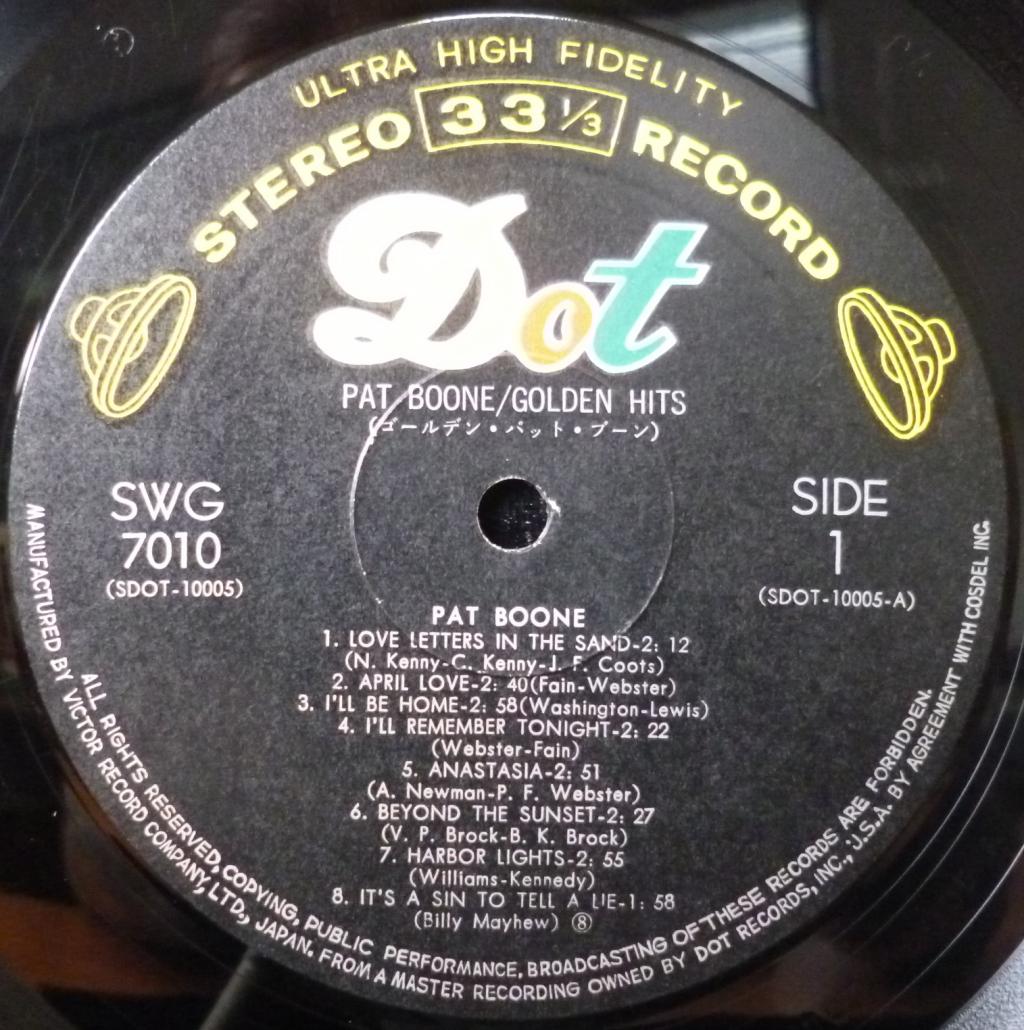 ULTRA HIGH FIDELITY
STEREO 33 1/3 RECORD
Dot
PAT BOONE/GOLDEN HITS
(ゴールデン・パット・ブーン)
SWG
7010
(SDOT-10005)
SIDE
1
(SDOT-10005-A)
PAT BOONE
1. LOVE LETTERS IN THE SAND-2: 12
(N. Kenny-C. Kenny-J. F. Coots)
2. APRIL LOVE-2: 40(Fain-Webster)
3. I'LL BE HOME-2: 58(Washington-Lewis)
4. I'LL REMEMBER TONIGHT-2: 22
(Webster-Fain)
5. ANASTASIA-2: 51
(A. Newman-P. F. Webster)
6. BEYOND THE SUNSET-2: 27
(V. P. Brock-B. K. Brock)
7. HARBOR LIGHTS-2: 55
(Williams-Kennedy)
8. IT'S A SIN TO TELL A LIE-1: 58
(Billy Mayhew) ⑧
ALL RIGHTS RESERVED, COPYING, PUBLIC PERFORMANCE, BROADCASTING OF THESE RECORDS ARE FORBIDDEN.
MANUFACTURED BY VICTOR RECORD COMPANY, LTD., JAPAN. FROM A MASTER RECORDING OWNED BY DOT RECORDS, INC., U.S.A. BY AGREEMENT WITH COSDEL INC.